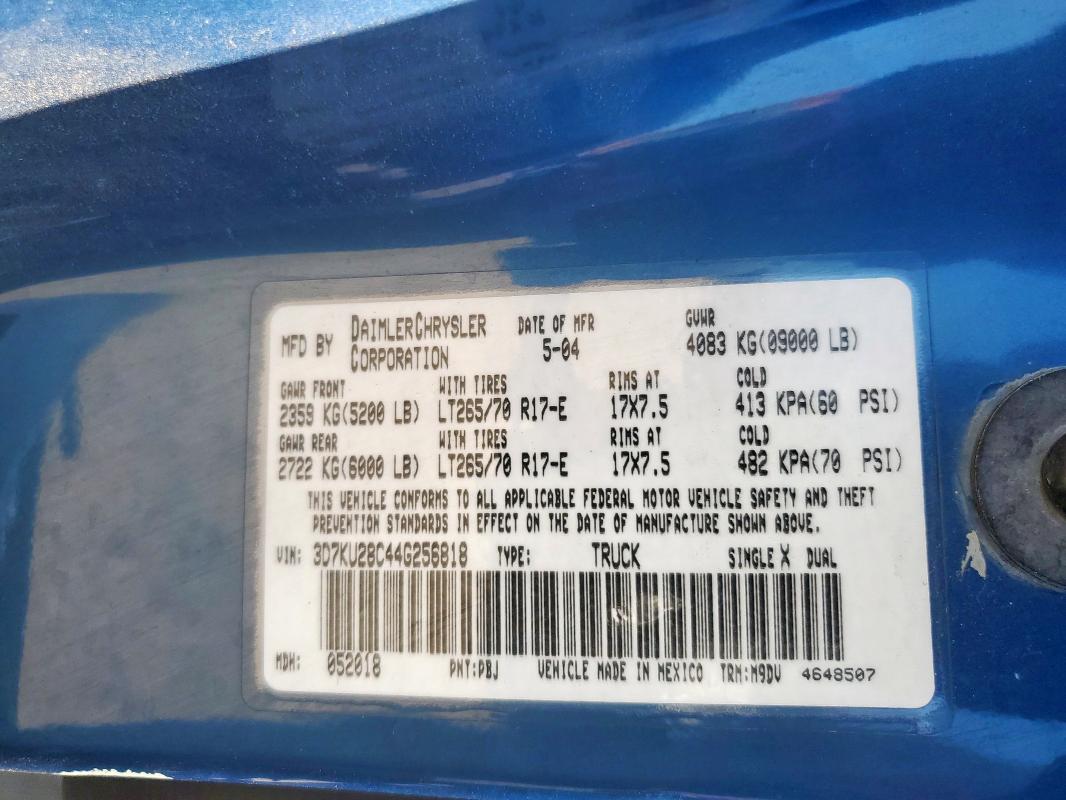 MFD BY DAIMLERCHRYSLER CORPORATION DATE OF MFR 5-04 GVWR 4083 KG(09000 LB)
GAWR FRONT WITH TIRES RIMS AT COLD
2359 KG(5200 LB) LT265/70 R17-E 17X7.5 413 KPA(60 PSI)
GAWR REAR WITH TIRES RIMS AT COLD
2722 KG(6000 LB) LT265/70 R17-E 17X7.5 482 KPA(70 PSI)
THIS VEHICLE CONFORMS TO ALL APPLICABLE FEDERAL MOTOR VEHICLE SAFETY AND THEFT
PREVENTION STANDARDS IN EFFECT ON THE DATE OF MANUFACTURE SHOWN ABOVE.
VIN: 3D7KU28C44G256818 TYPE: TRUCK SINGLE X DUAL
MDH: 052018 PNT:PBJ VEHICLE MADE IN MEXICO TRM:M9DV 4648507